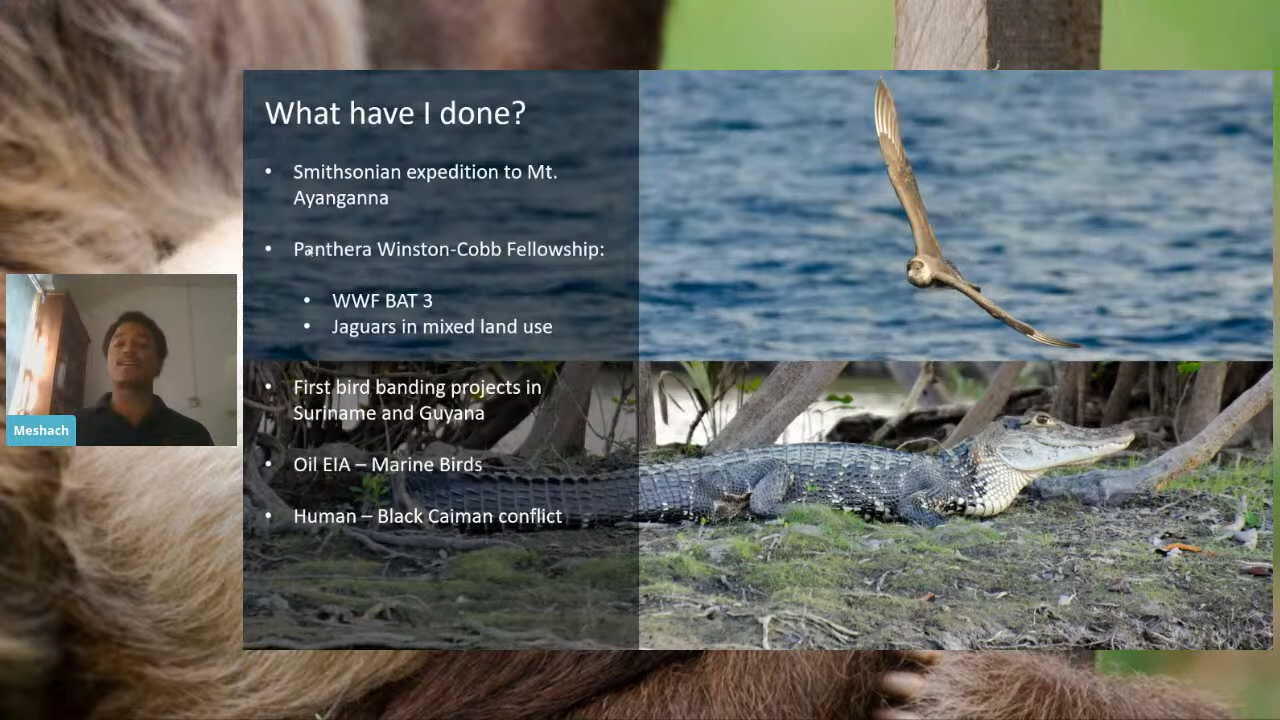 What have I done?
• Smithsonian expedition to Mt.
Ayanganna
• Panthera Winston-Cobb Fellowship:
• WWF BAT 3
• Jaguars in mixed land use
• First bird banding projects in
Suriname and Guyana
• Oil EIA – Marine Birds
• Human – Black Caiman conflict
Meshach